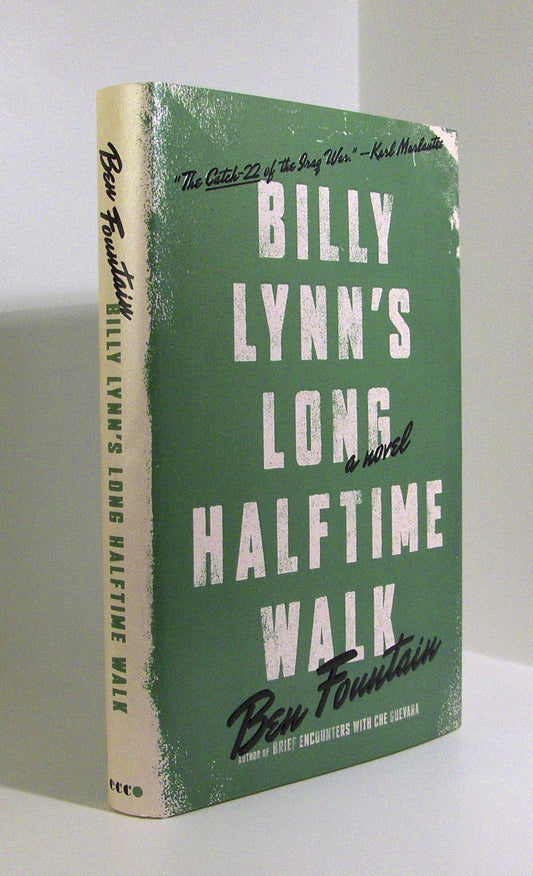 Ben Fountain
BILLY LYNN'S LONG HALFTIME WALK
ecco
"The Catch-22 of the Iraq War." —Karl Marlantes
BILLY
LYNN'S
LONG
a novel
HALFTIME
WALK
Ben Fountain
AUTHOR OF BRIEF ENCOUNTERS WITH CHE GUEVARA